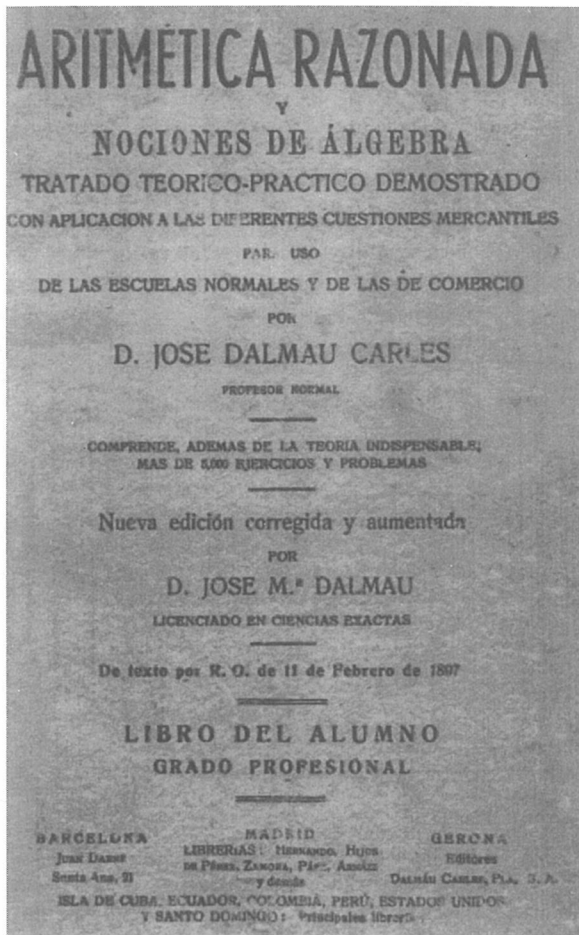 ARITMÉTICA RAZONADA
Y
NOCIONES DE ÁLGEBRA
TRATADO TEORICO-PRACTICO DEMOSTRADO
CON APLICACION A LAS DIFERENTES CUESTIONES MERCANTILES
PARA USO
DE LAS ESCUELAS NORMALES Y DE LAS DE COMERCIO
POR
D. JOSE DALMAU CARLES
PROFESOR NORMAL
COMPRENDE, ADEMAS DE LA TEORIA INDISPENSABLE,
MAS DE 5,000 EJERCICIOS Y PROBLEMAS
Nueva edición corregida y aumentada
POR
D. JOSE M.ª DALMAU
LICENCIADO EN CIENCIAS EXACTAS
De texto por R. O. de 11 de Febrero de 1897
LIBRO DEL ALUMNO
GRADO PROFESIONAL
BARCELONA
Santa Ana, 21
MADRID
LIBRERIAS: HERNANDO, HIJOS
y demás
GERONA
Editores
DALMÁU CARLES, PLA, S. A.
ISLA DE CUBA, ECUADOR, COLOMBIA, PERÚ, ESTADOS UNIDOS
Y SANTO DOMINGO: Principales librerías